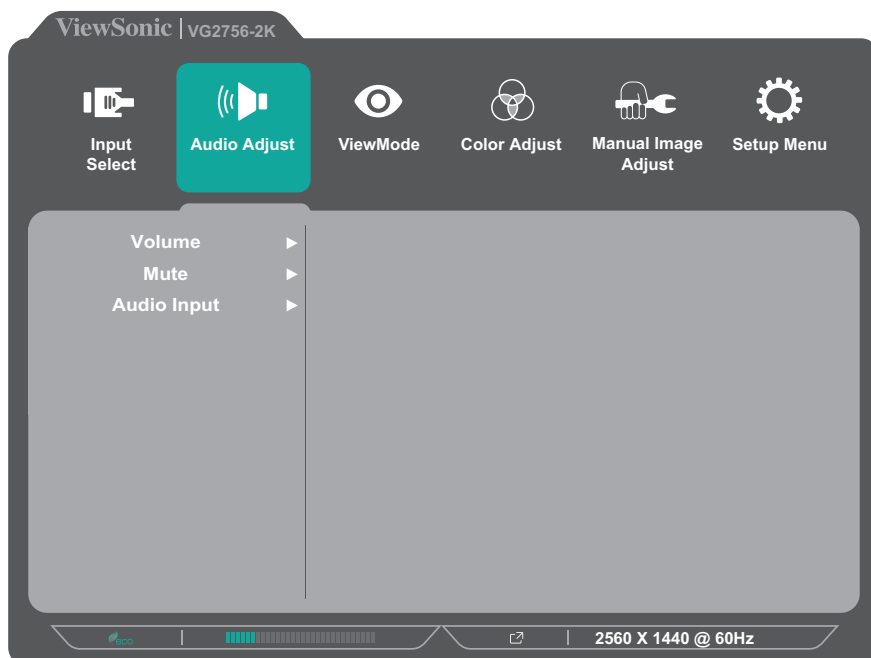 ViewSonic | VG2756-2K
Input Select
Audio Adjust
ViewMode
Color Adjust
Manual Image Adjust
Setup Menu
Volume
Mute
Audio Input
eco
2560 X 1440 @ 60Hz